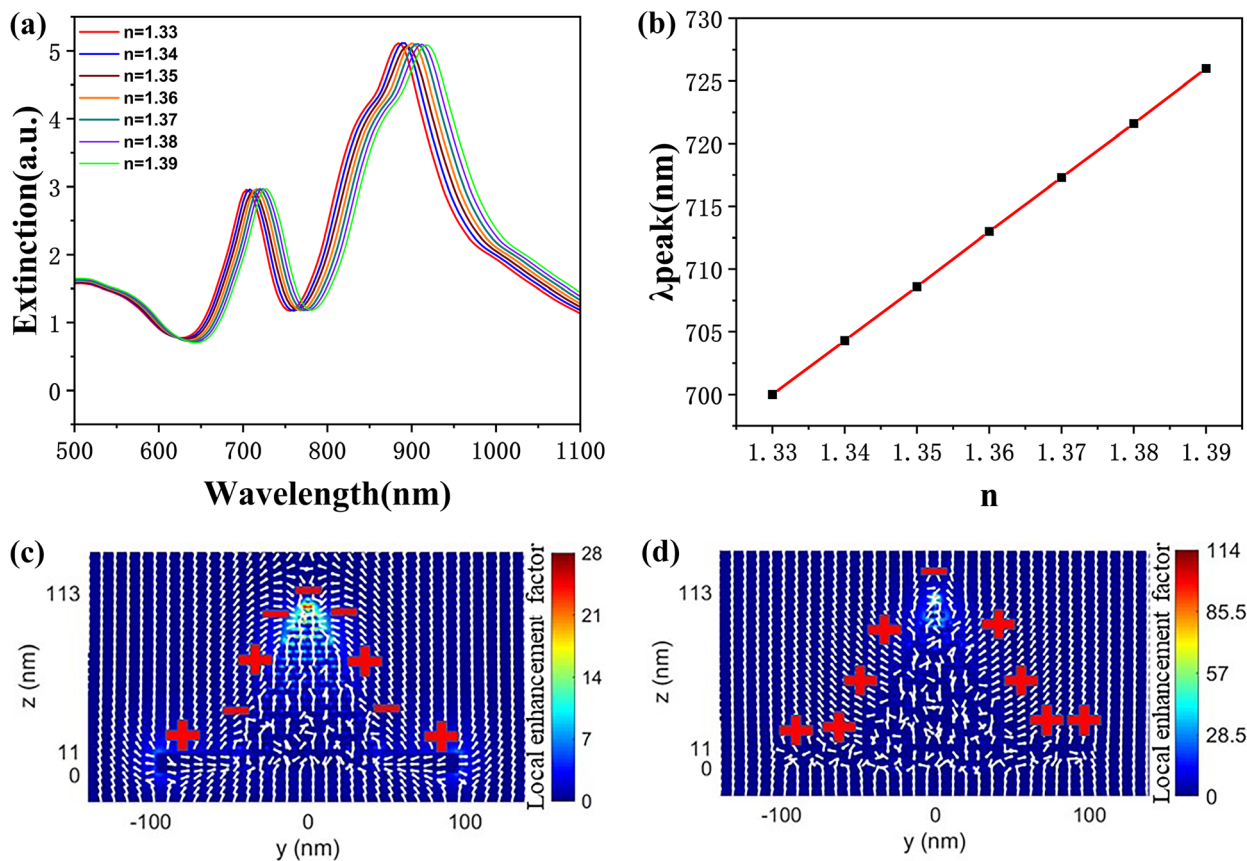 (a)
n=1.33
n=1.34
n=1.35
n=1.36
n=1.37
n=1.38
n=1.39
Extinction(a.u.)
5
4
3
2
1
0
500 600 700 800 900 1000 1100
Wavelength(nm)
(b)
λpeak(nm)
730
725
720
715
710
705
700
1.33 1.34 1.35 1.36 1.37 1.38 1.39
n
(c)
z (nm)
113
11
0
-100 0 100
y (nm)
Local enhancement factor
28
21
14
7
0
(d)
z (nm)
113
11
0
-100 0 100
y (nm)
Local enhancement factor
114
85.5
57
28.5
0